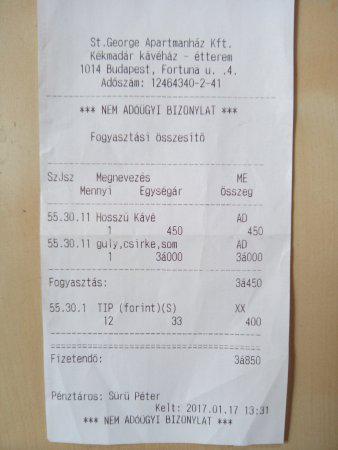 St.George Apartmanház Kft.
Kékmadár kávéház - étterem
1014 Budapest, Fortuna u. .4.
Adószám: 12464340-2-41
*** NEM ADÓÜGYI BIZONYLAT ***
Fogyasztási összesítő
SzJsz Megnevezés ME
Mennyi Egységár Összeg
55.30.11 Hosszú Kávé AD
1 450 450
55.30.11 guly,csirke,som AD
1 3á000 3á000
Fogyasztás: 3á450
55.30.1 TIP (forint)(S) XX
12 33 400
Fizetendő: 3á850
Pénztáros: Sürü Péter
Kelt: 2017.01.17 13:31
*** NEM ADÓÜGYI BIZONYLAT ***